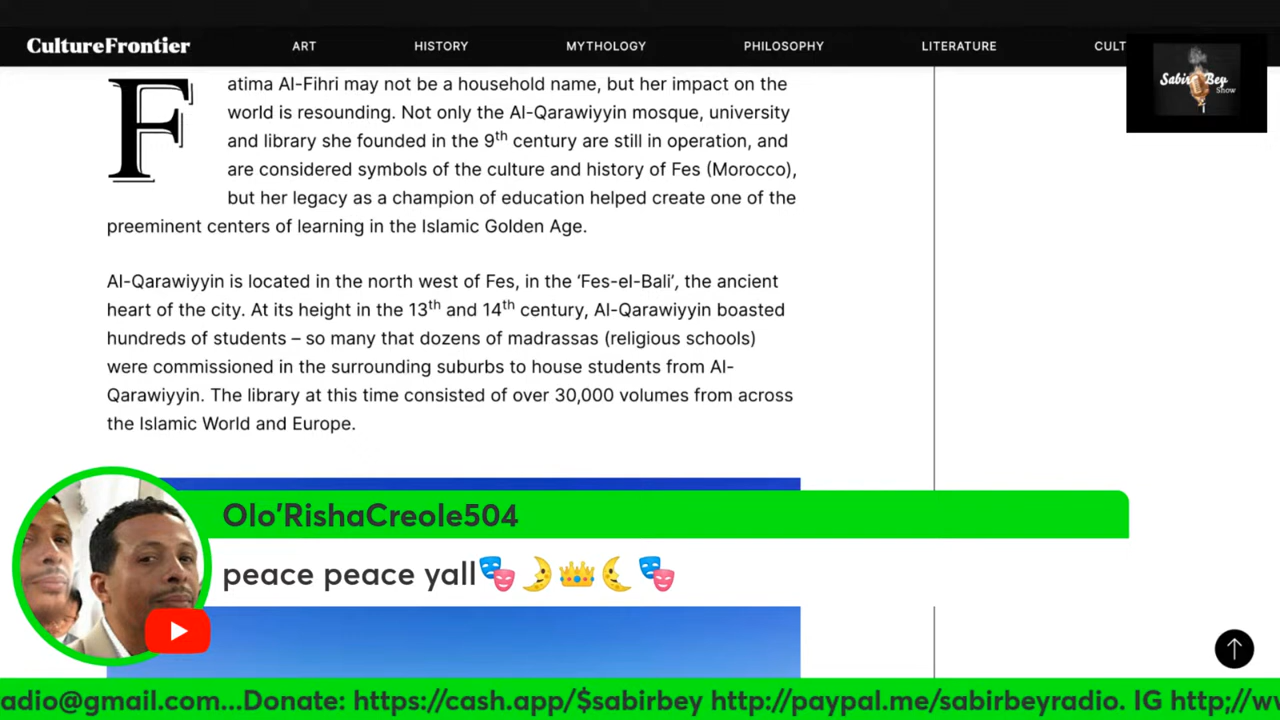 CultureFrontier
ART HISTORY MYTHOLOGY PHILOSOPHY LITERATURE CULT
Sabir Bey
Show
Fatima Al-Fihri may not be a household name, but her impact on the
world is resounding. Not only the Al-Qarawiyyin mosque, university
and library she founded in the 9th century are still in operation, and
are considered symbols of the culture and history of Fes (Morocco),
but her legacy as a champion of education helped create one of the
preeminent centers of learning in the Islamic Golden Age.
Al-Qarawiyyin is located in the north west of Fes, in the ‘Fes-el-Bali’, the ancient
heart of the city. At its height in the 13th and 14th century, Al-Qarawiyyin boasted
hundreds of students – so many that dozens of madrassas (religious schools)
were commissioned in the surrounding suburbs to house students from Al-
Qarawiyyin. The library at this time consisted of over 30,000 volumes from across
the Islamic World and Europe.
Olo'RishaCreole504
peace peace yall🎭🌛👑🌜🎭
adio@gmail.com...Donate: https://cash.app/$sabirbey http://paypal.me/sabirbeyradio. IG http;//w